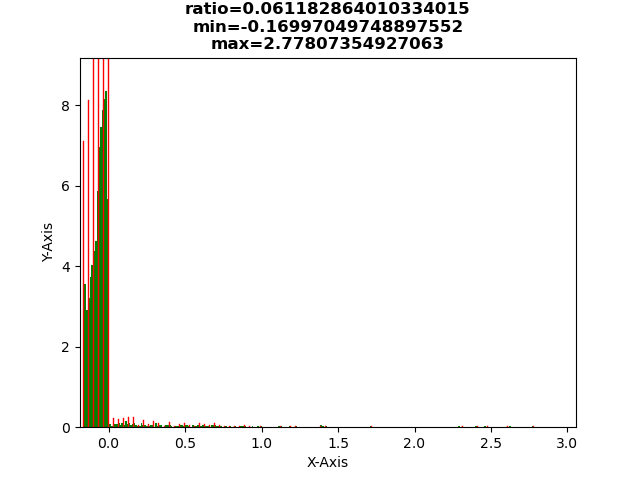 ratio=0.061182864010334015
min=-0.16997049748897552
max=2.77807354927063
8
6
4
2
0
Y-Axis
0.0 0.5 1.0 1.5 2.0 2.5 3.0
X-Axis